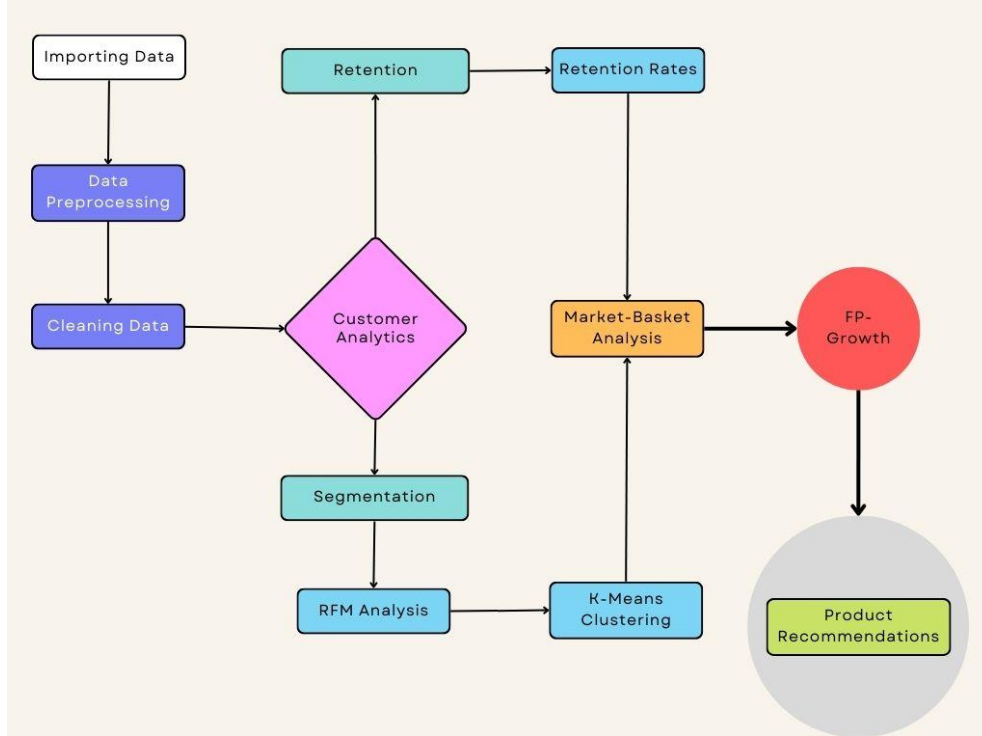 Importing Data
Retention
Retention Rates
Data
Preprocessing
Cleaning Data
Customer
Analytics
Market-Basket
Analysis
FP-
Growth
Segmentation
RFM Analysis
K-Means
Clustering
Product
Recommendations